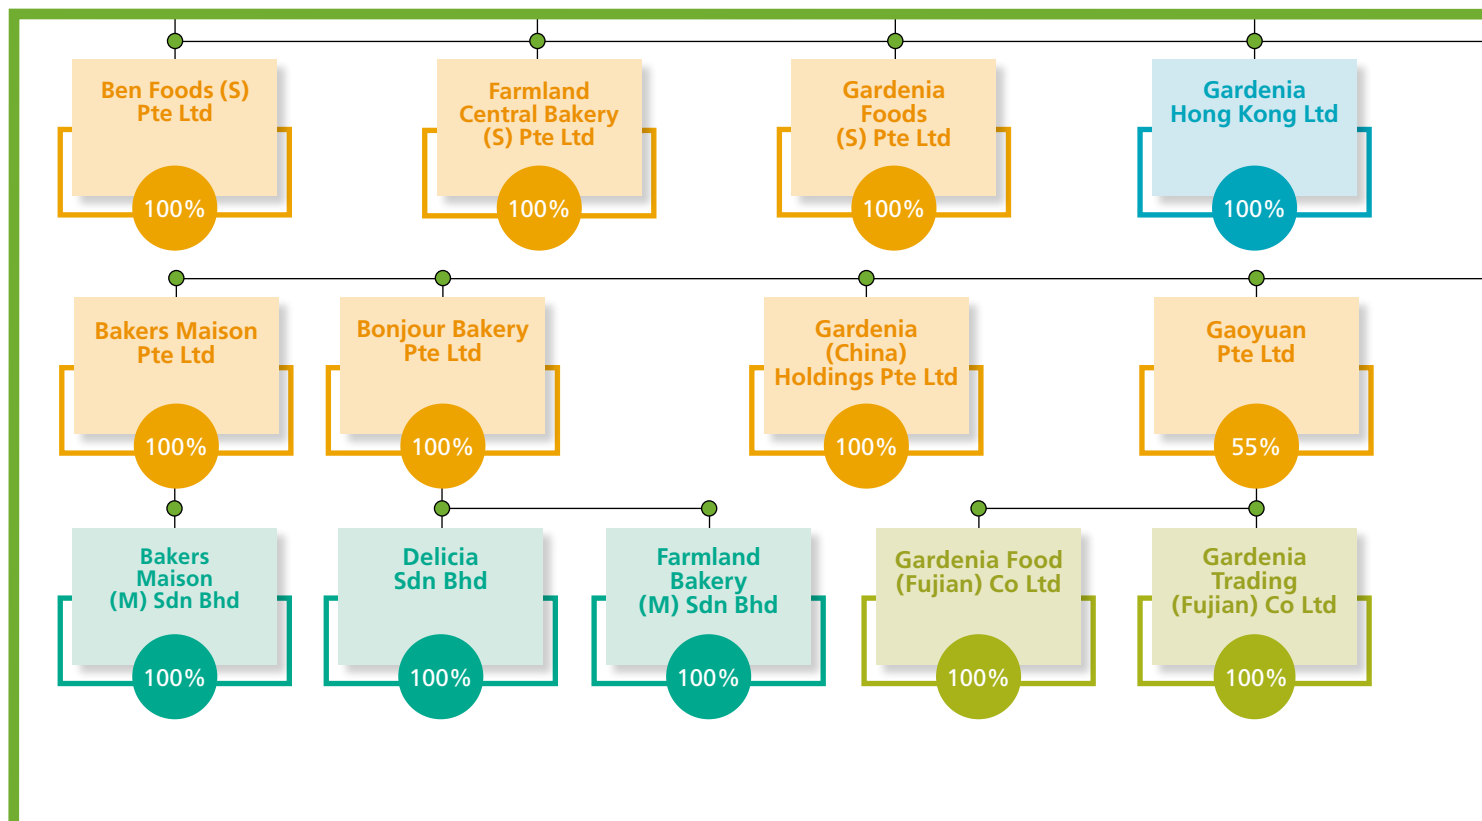 Ben Foods (S)
Pte Ltd
100%
Farmland
Central Bakery
(S) Pte Ltd
100%
Gardenia
Foods
(S) Pte Ltd
100%
Gardenia
Hong Kong Ltd
100%
Bakers Maison
Pte Ltd
100%
Bonjour Bakery
Pte Ltd
100%
Gardenia
(China)
Holdings Pte Ltd
100%
Gaoyuan
Pte Ltd
55%
Bakers
Maison
(M) Sdn Bhd
100%
Delicia
Sdn Bhd
100%
Farmland
Bakery
(M) Sdn Bhd
100%
Gardenia Food
(Fujian) Co Ltd
100%
Gardenia
Trading
(Fujian) Co Ltd
100%